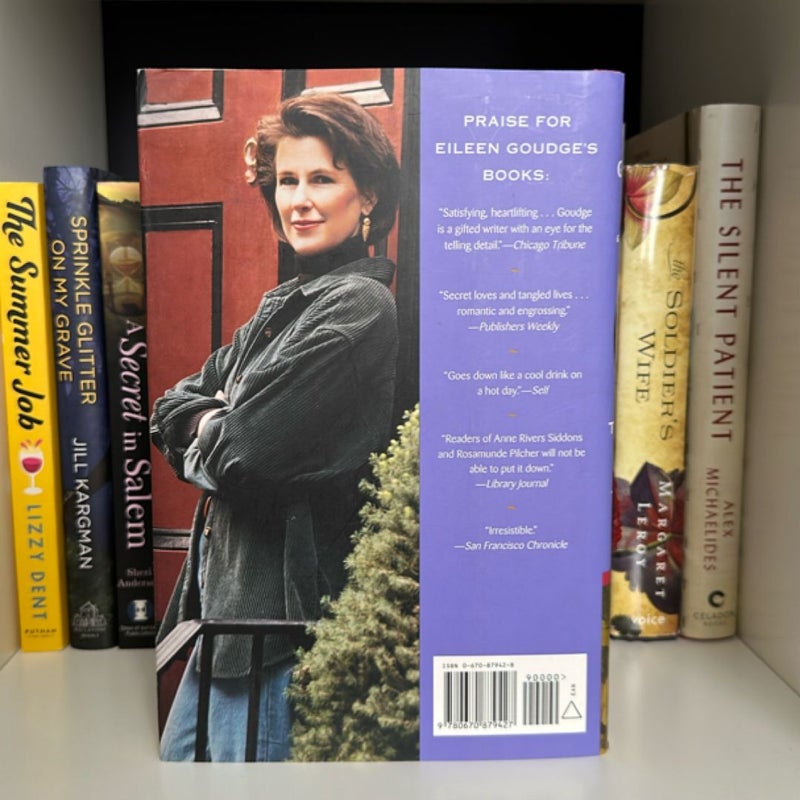 The Summer Job
LIZZY DENT
PUTNAM
SPRINKLE GLITTER
ON MY GRAVE
JILL KARGMAN
A Secret in Salem
Sheri
Anderson
PRAISE FOR
EILEEN GOUDGE'S
BOOKS:
"Satisfying, heartlifting . . . Goudge
is a gifted writer with an eye for the
telling detail."—Chicago Tribune
"Secret loves and tangled lives . . .
romantic and engrossing."
—Publishers Weekly
"Goes down like a cool drink on
a hot day."—Self
"Readers of Anne Rivers Siddons
and Rosamunde Pilcher will not be
able to put it down."
—Library Journal
"Irresistible."
—San Francisco Chronicle
ISBN 0-670-87942-8
90000>
9 780670 879427
EAN
the SOLDIER'S
WIFE
MARGARET
LEROY
voice
THE SILENT PATIENT
ALEX
MICHAELIDES
CELADON
BOOKS